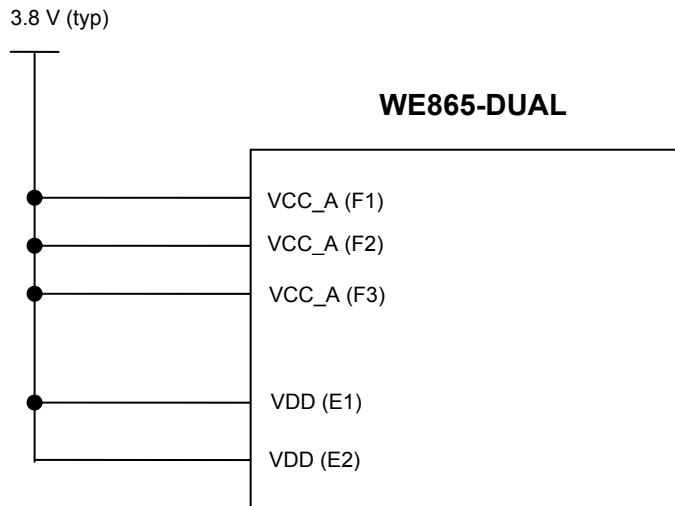 3.8 V (typ)
WE865-DUAL
VCC_A (F1)
VCC_A (F2)
VCC_A (F3)
VDD (E1)
VDD (E2)